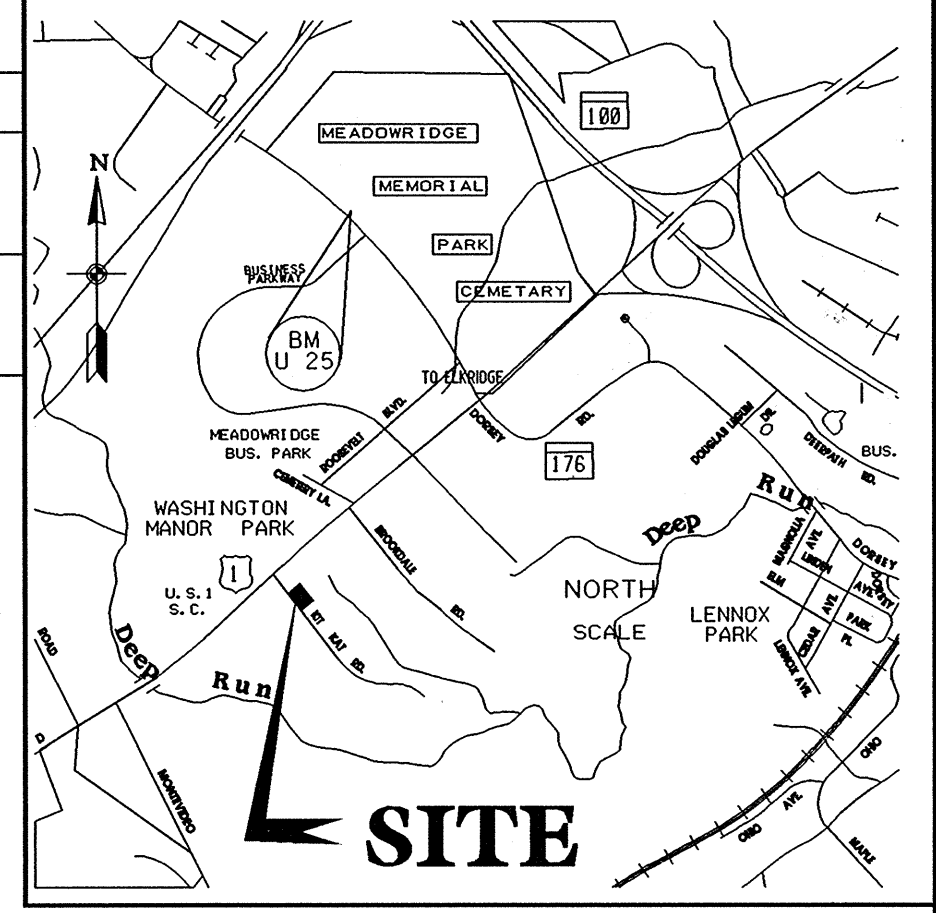 100
MEADOWRIDGE
N
MEMORIAL
PARK
BUSINESS
PARKWAY
CEMETARY
BM
U 25
TO ELKRIDGE
ROOSEVELT BLVD.
DORSEY RD.
MEADOWRIDGE
BUS. PARK
176
DOUGLAS LEGUM DR.
DEERPATH RD.
BUS.
CEMETERY LA.
WASHINGTON
MANOR PARK
Deep Run
1
U.S.1
S.C.
BROOKDALE RD.
NORTH
SCALE
LENNOX
PARK
MAGNOLIA AVE.
LINDEN AVE.
DORSEY
ELM
PARK PL.
CEDAR AVE.
LENNOX AVE.
KIT KAT RD.
ROAD
Deep Run
D
MONTEVIDEO
OHIO
OHIO AVE.
MAPLE
SITE